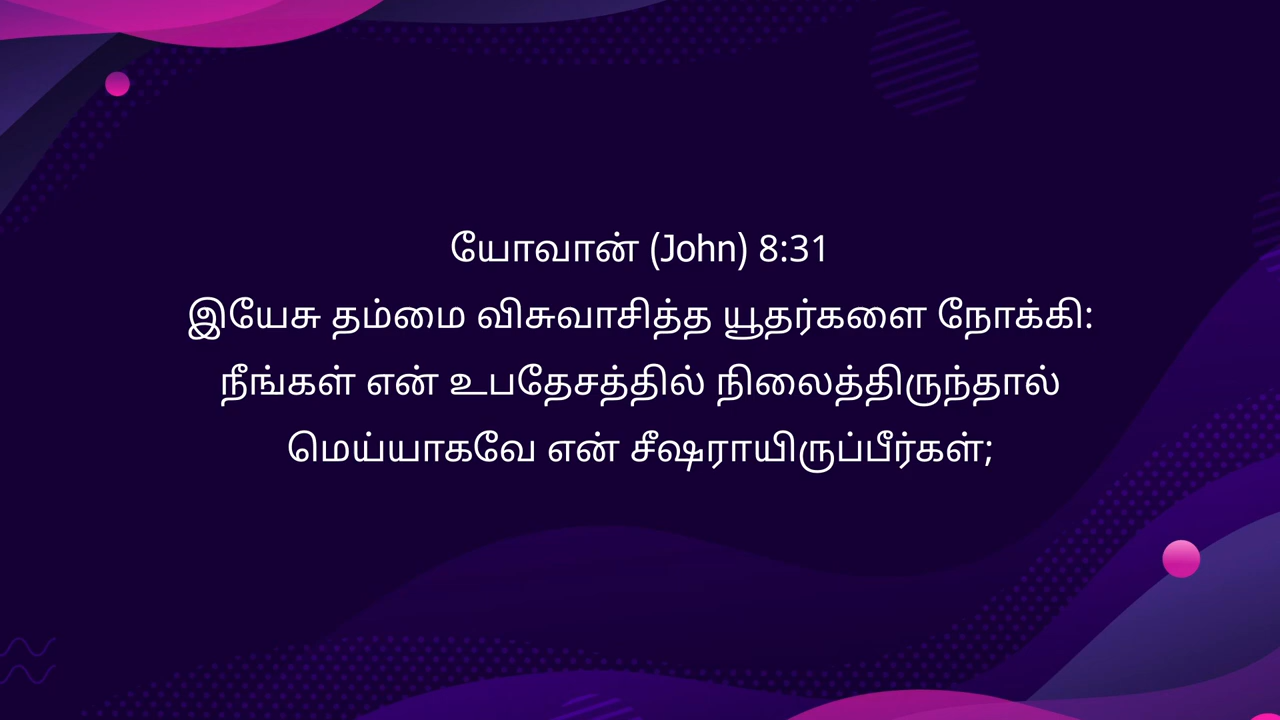 யோவான் (John) 8:31
இயேசு தம்மை விசுவாசித்த யூதர்களை நோக்கி:
நீங்கள் என் உபதேசத்தில் நிலைத்திருந்தால்
மெய்யாகவே என் சீஷராயிருப்பீர்கள்;